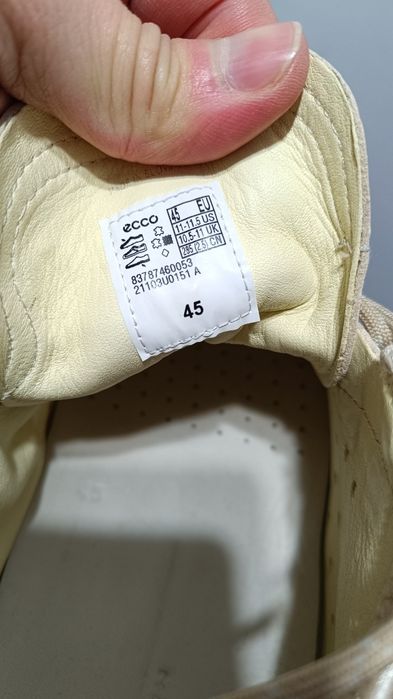 ecco
45 EU
11-11.5 US
10.5-11 UK
285 (2.5) CN
83787460053
21103U0151 A
45